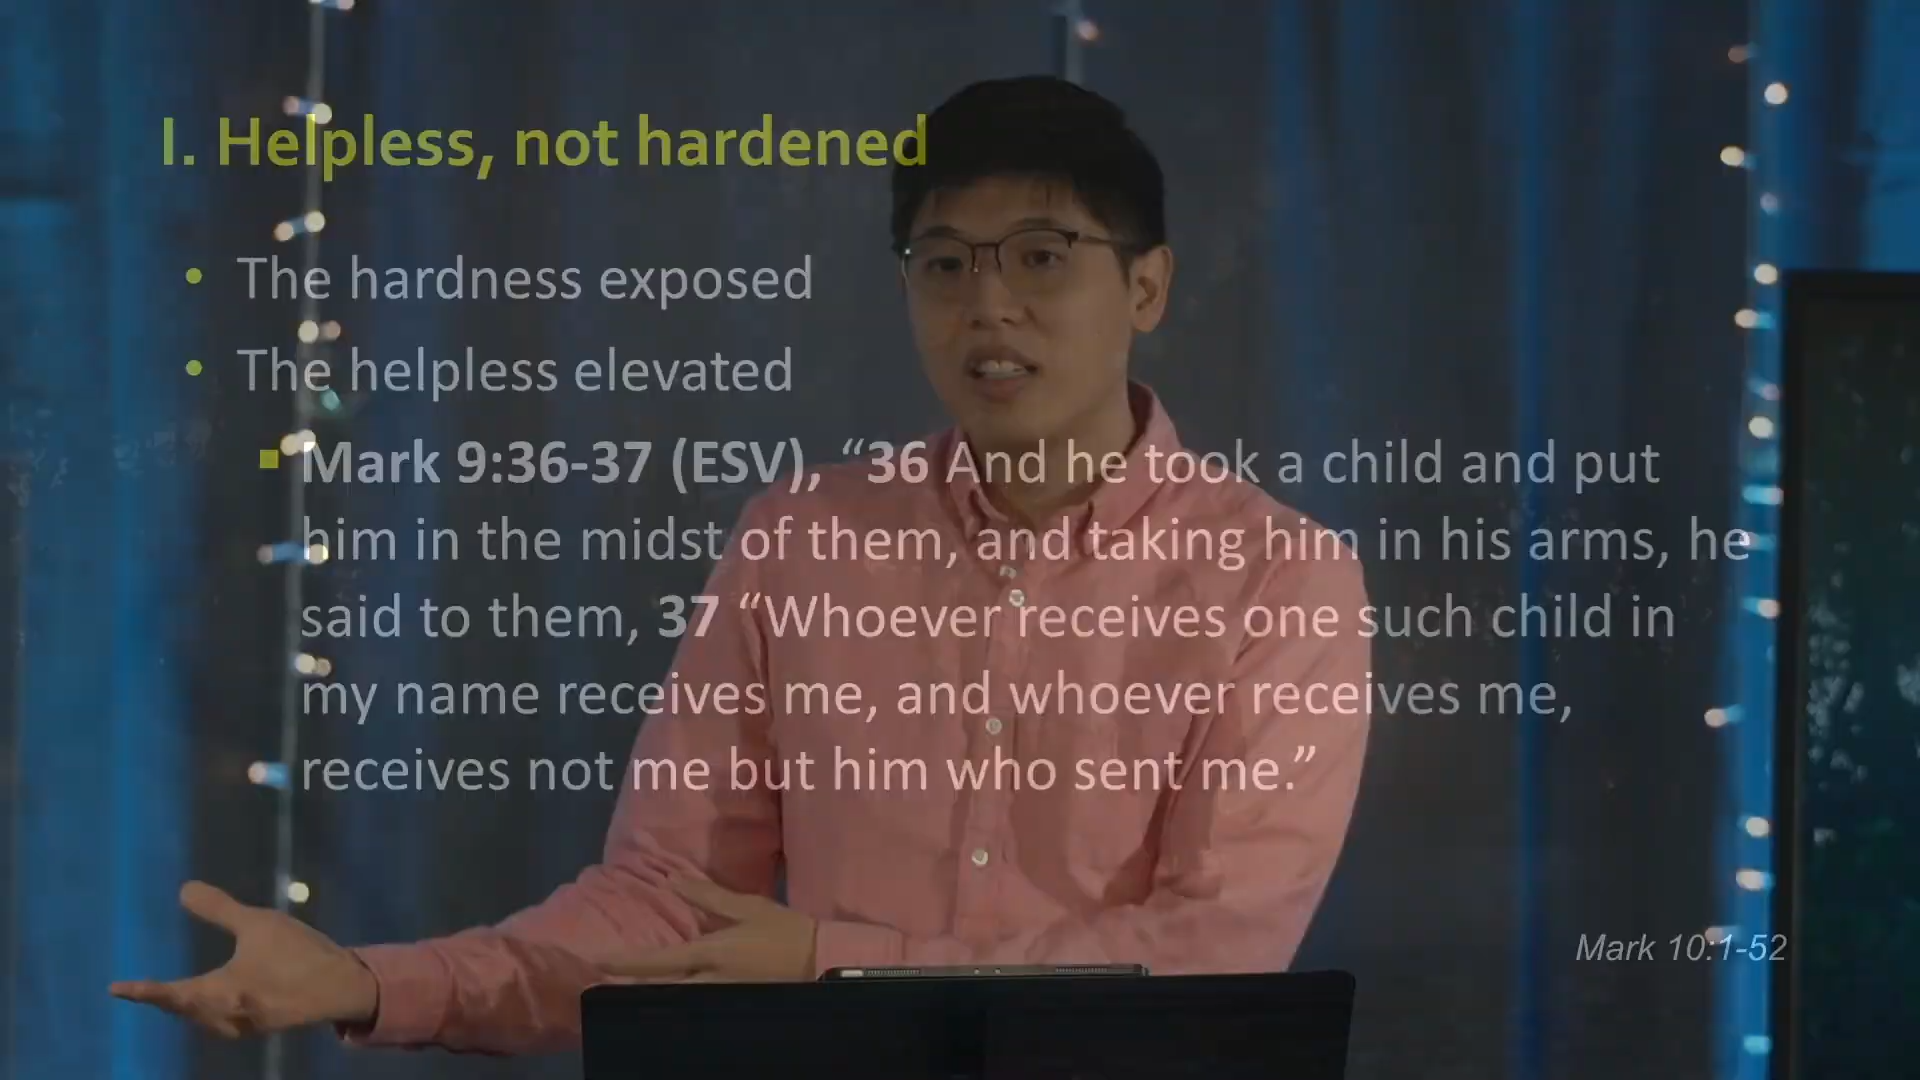 I. Helpless, not hardened
• The hardness exposed
• The helpless elevated
▪ Mark 9:36-37 (ESV), “36 And he took a child and put
him in the midst of them, and taking him in his arms, he
said to them, 37 “Whoever receives one such child in
my name receives me, and whoever receives me,
receives not me but him who sent me.”
Mark 10:1-52